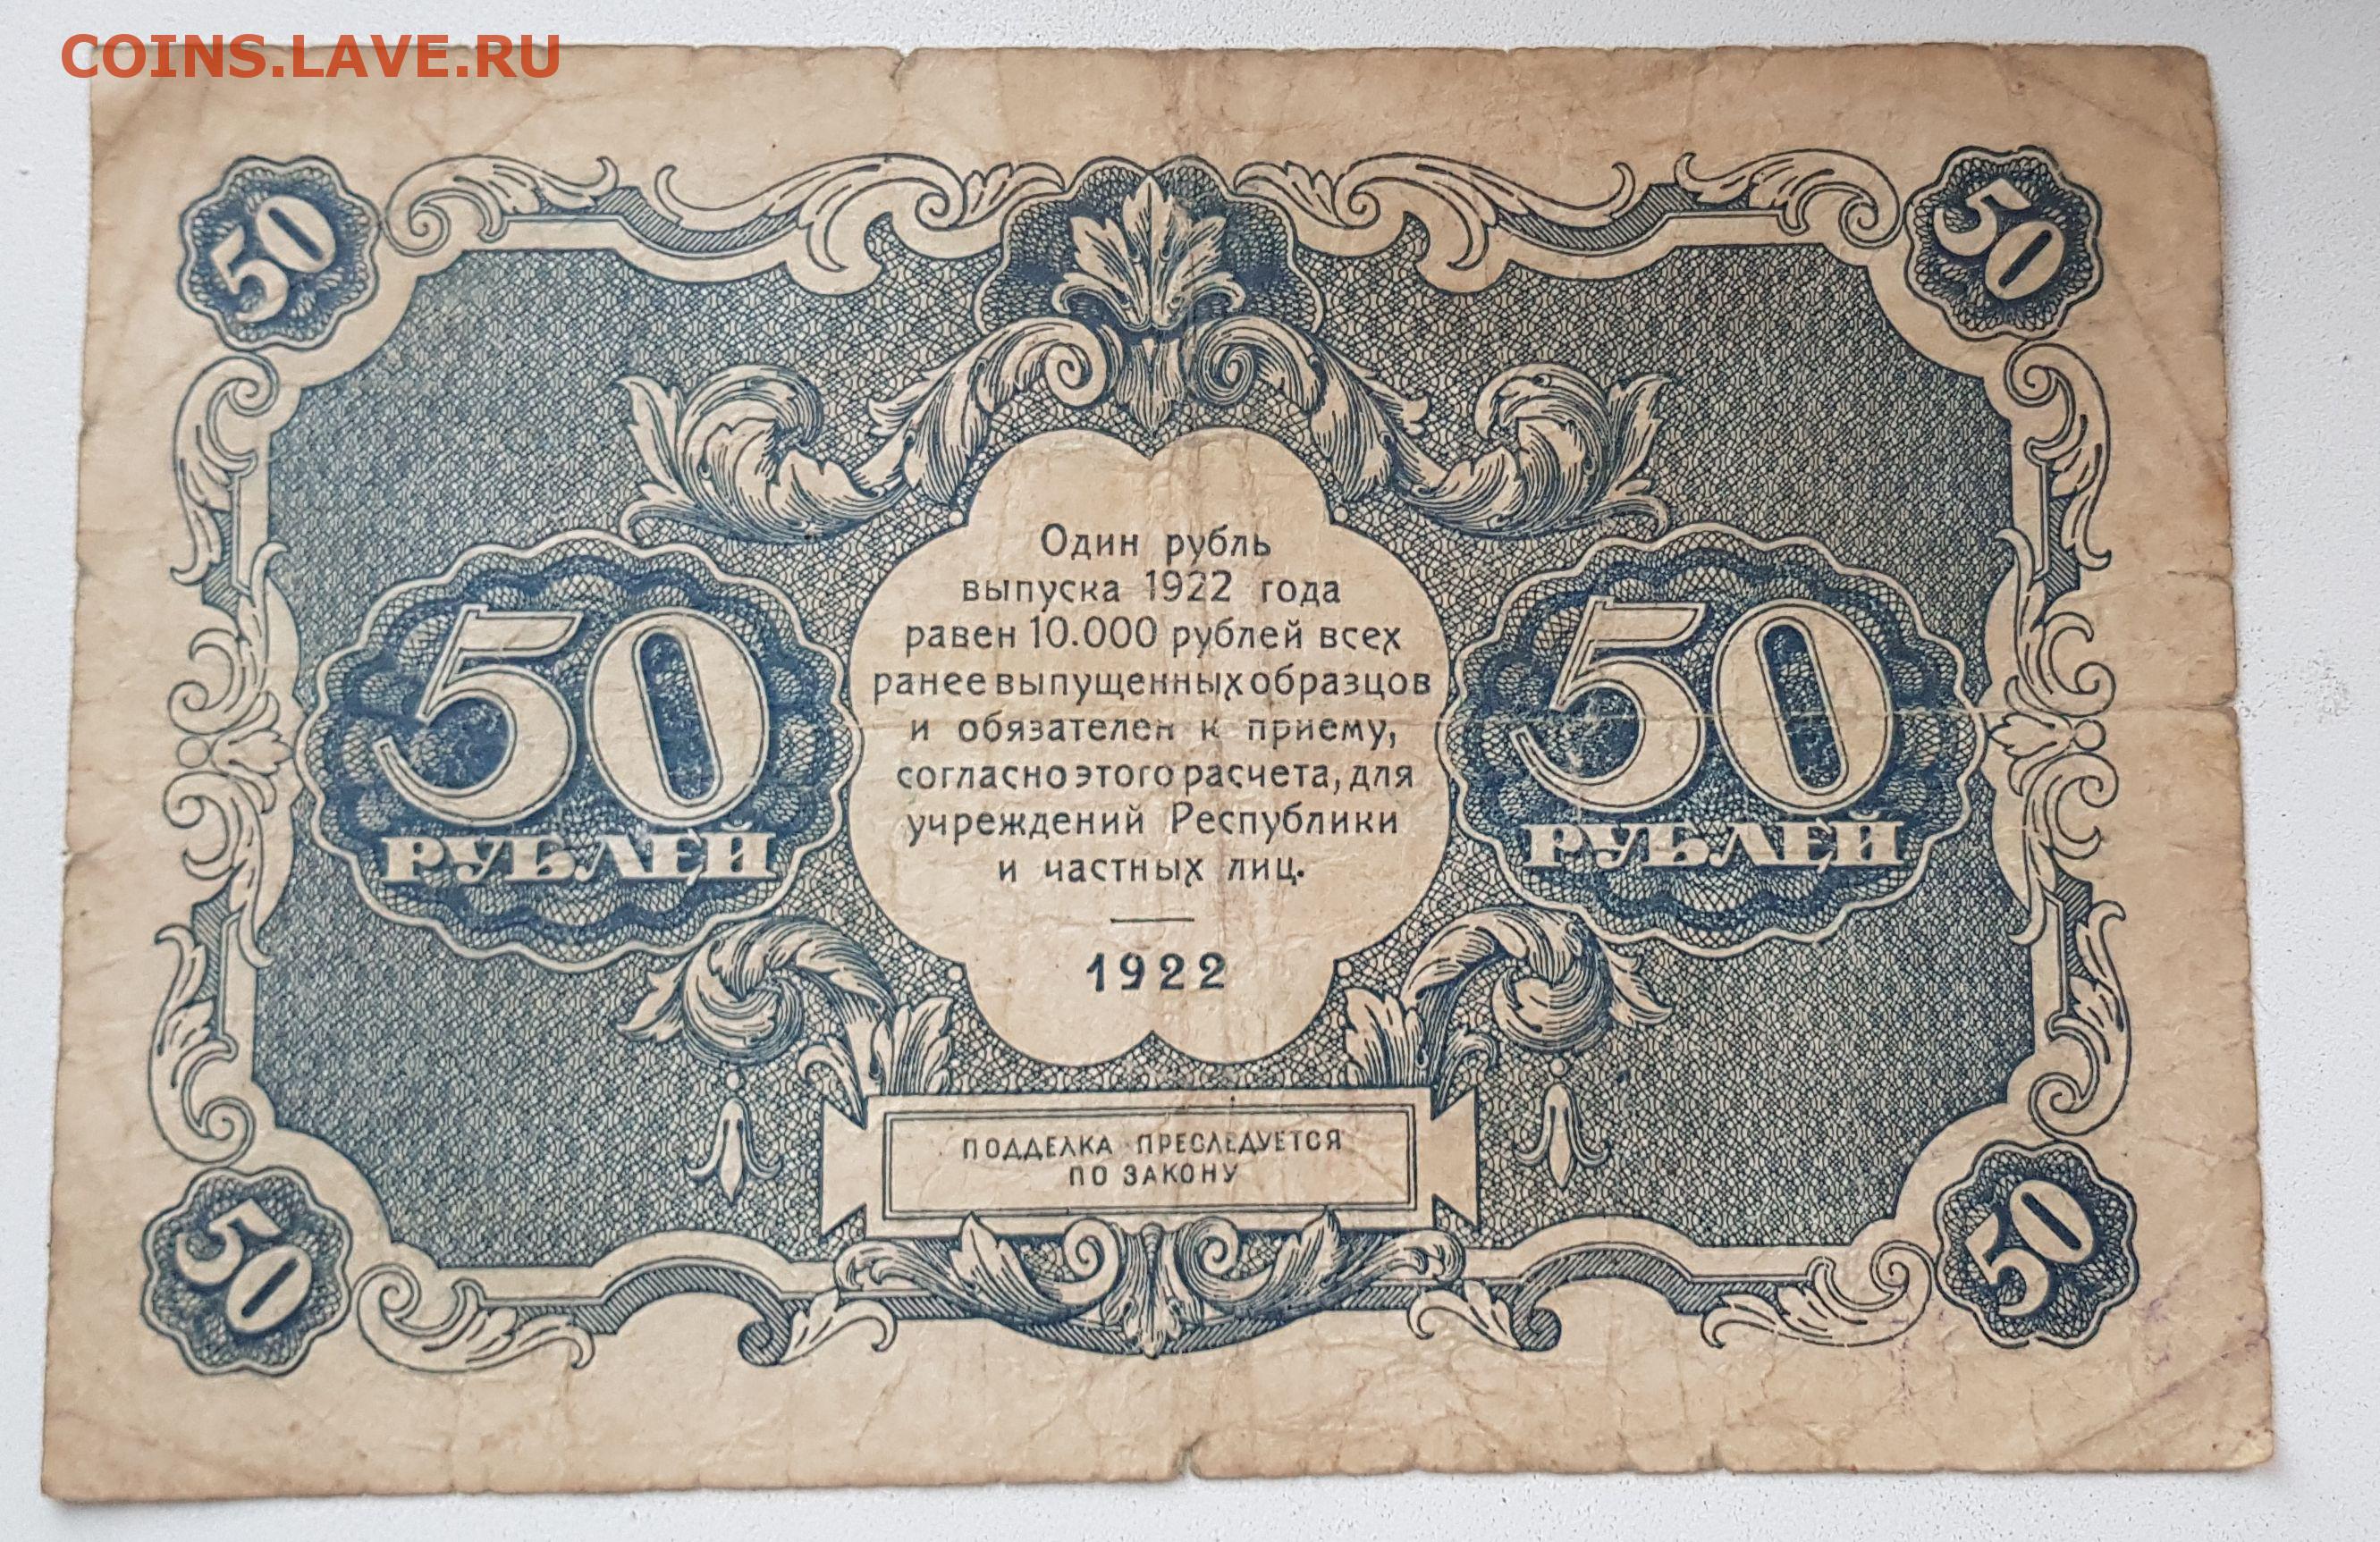 COINS.LAVE.RU
50 50
Один рубль
выпуска 1922 года
равен 10.000 рублей всех
ранее выпущенных образцов
и обязателен к приему,
согласно этого расчета, для
учреждений Республики
и частных лиц.
1922
50
РУБЛЕЙ
50
РУБЛЕЙ
ПОДДЕЛКА ПРЕСЛЕДУЕТСЯ
ПО ЗАКОНУ
50 50